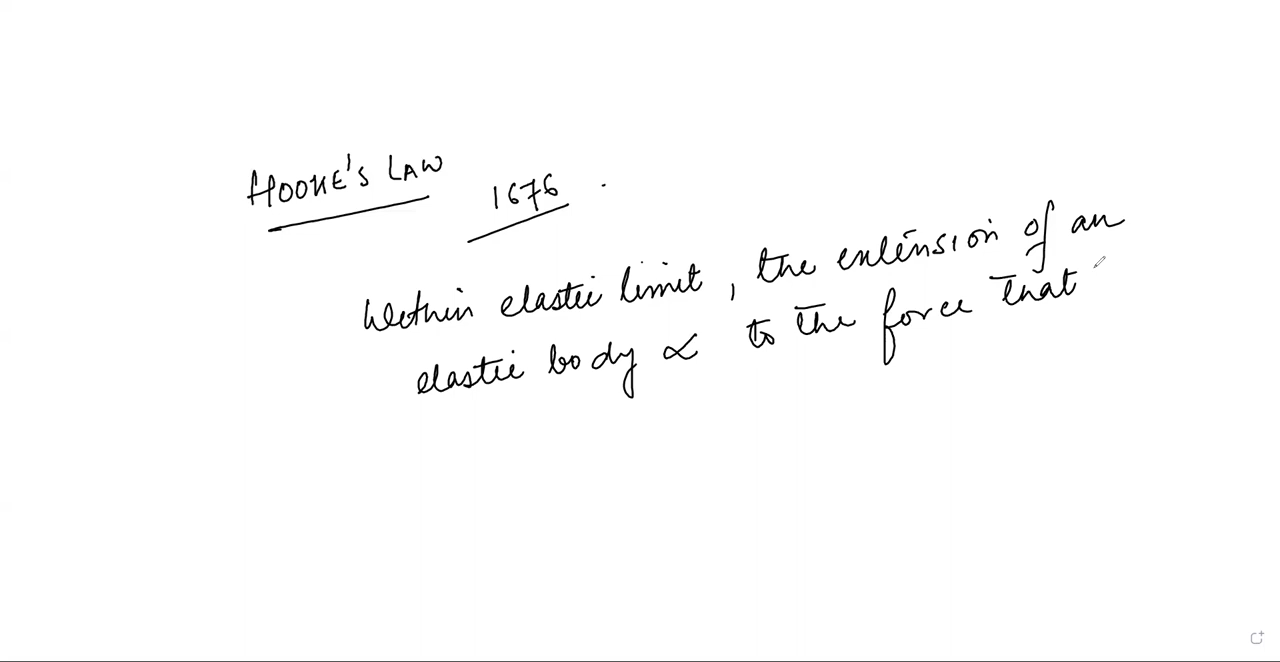 HOOKE'S LAW
1676
Within elastic limit, the extension of an
elastic body ∝ to the force that